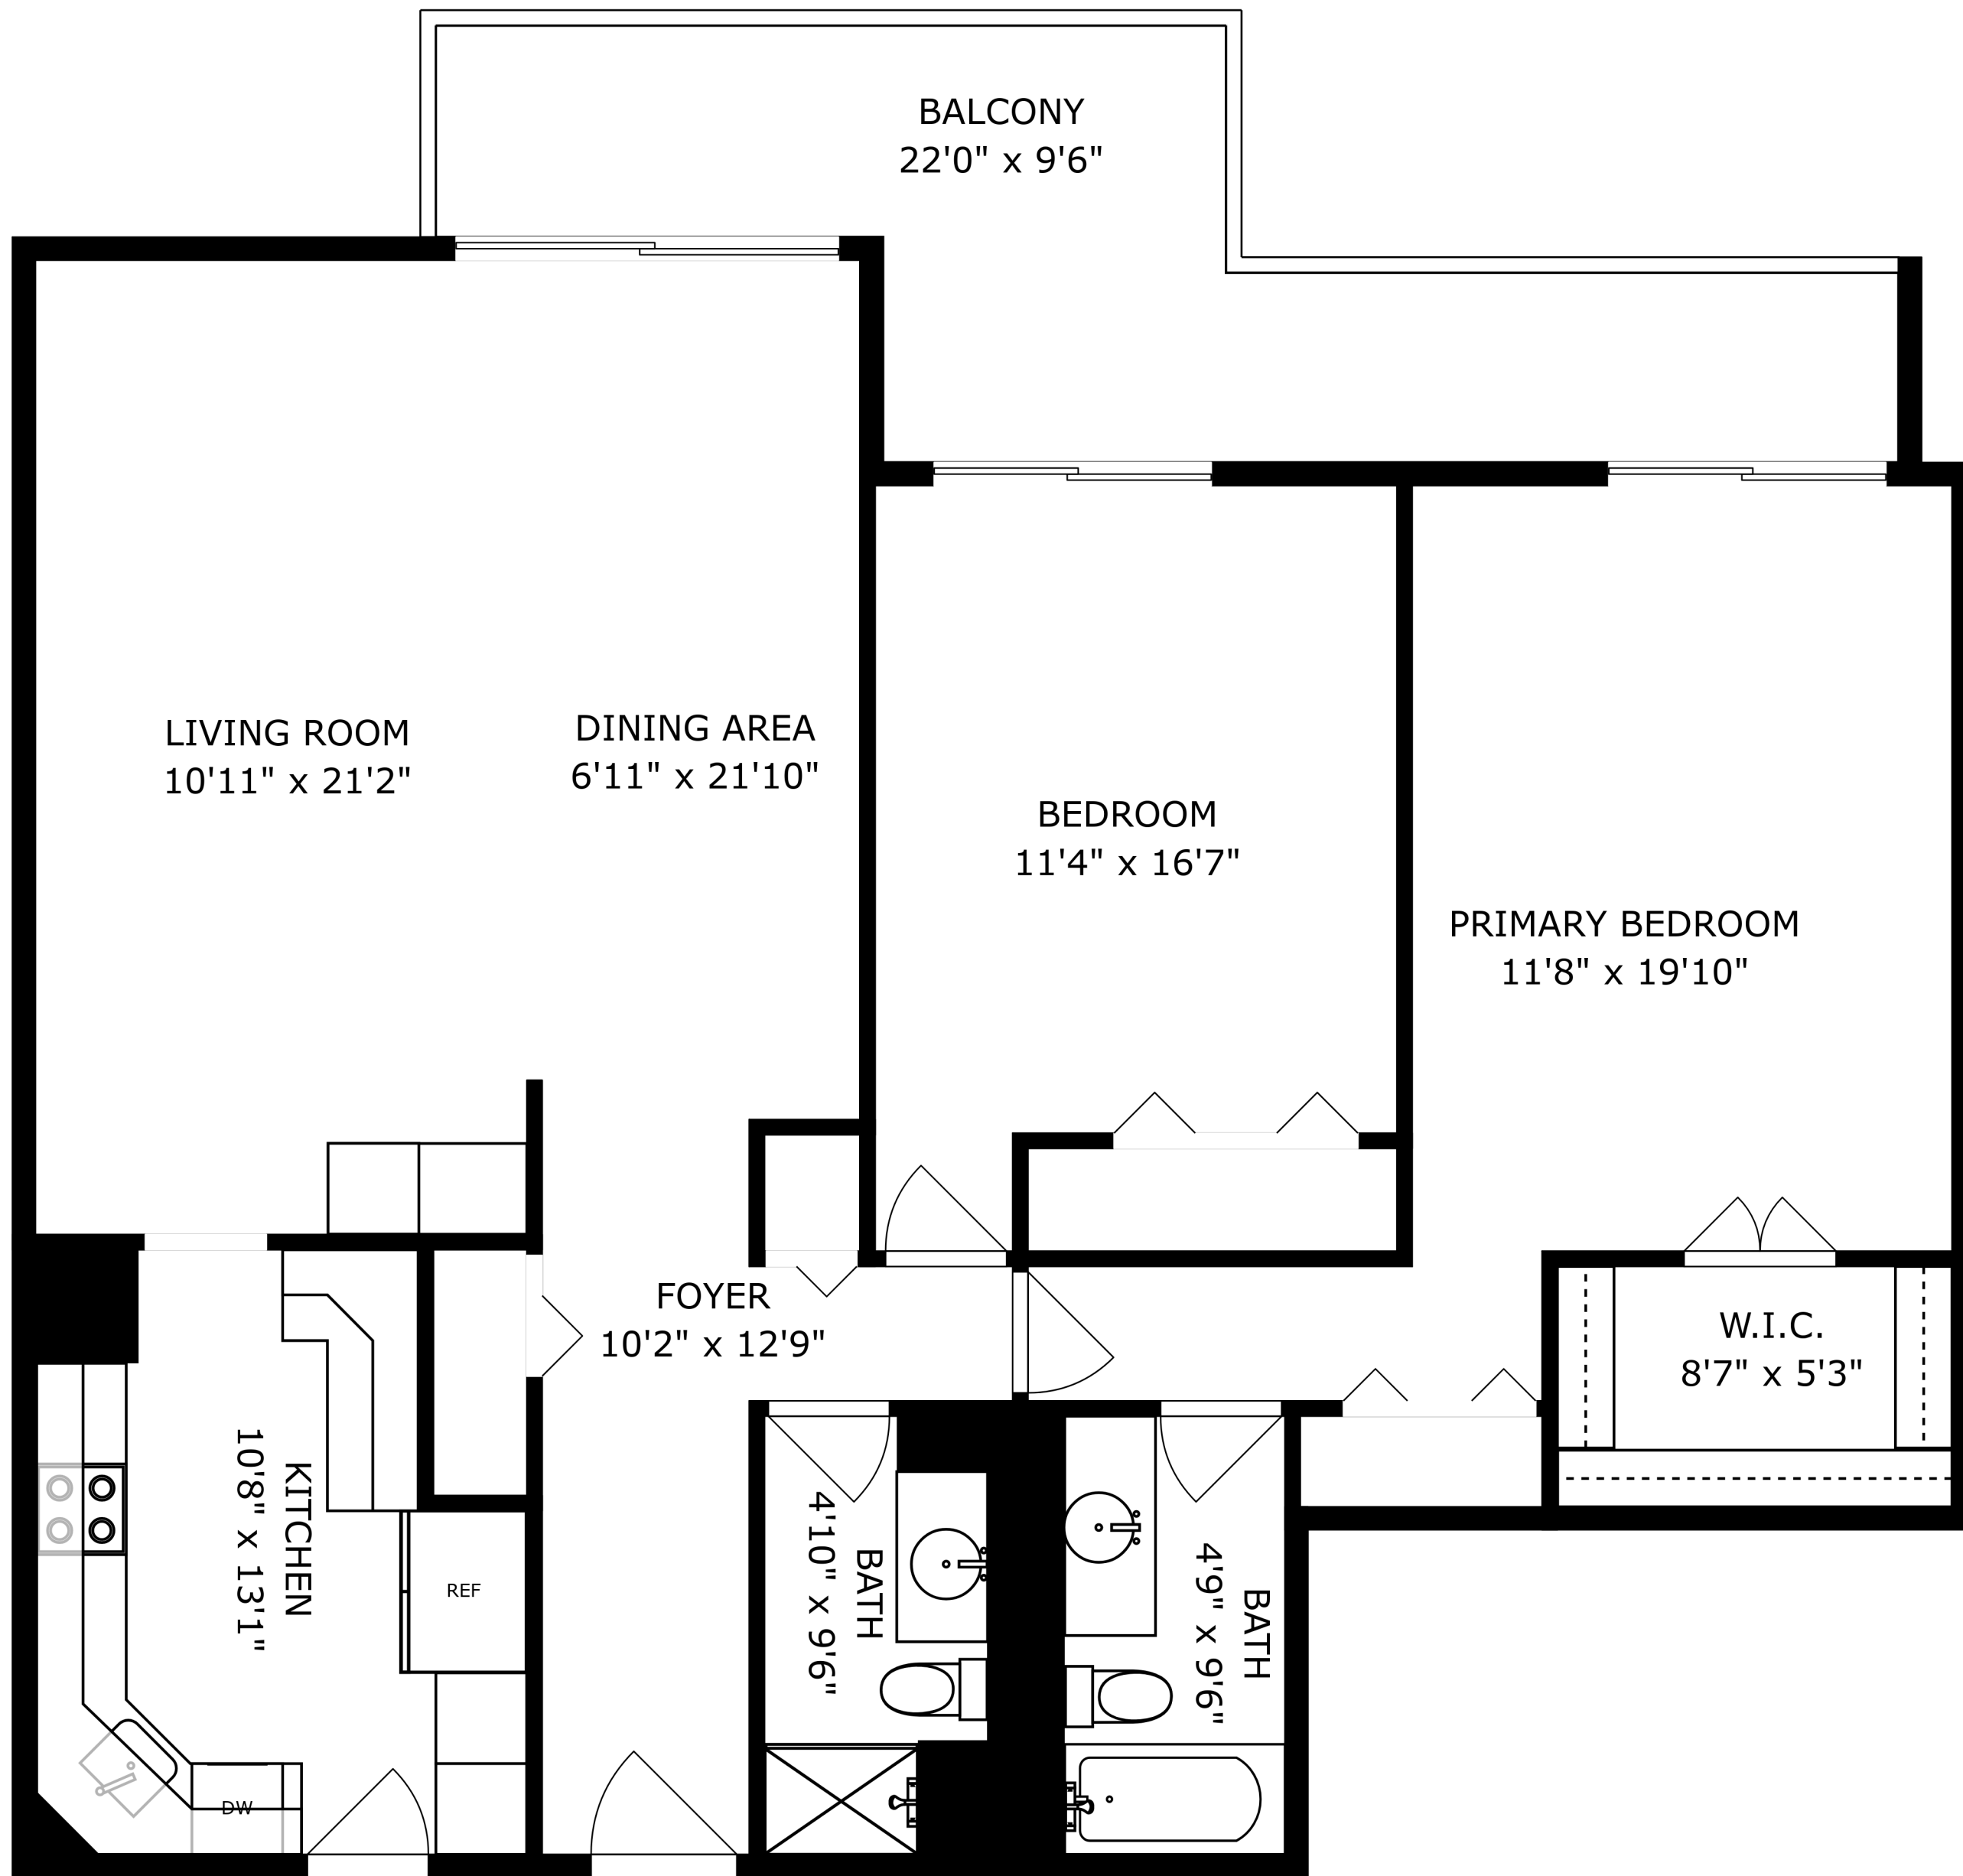 BALCONY
22'0" x 9'6"
LIVING ROOM
10'11" x 21'2"
DINING AREA
6'11" x 21'10"
BEDROOM
11'4" x 16'7"
PRIMARY BEDROOM
11'8" x 19'10"
FOYER
10'2" x 12'9"
W.I.C.
8'7" x 5'3"
KITCHEN
10'8" x 13'1"
REF
DW
BATH
4'10" x 9'6"
BATH
4'9" x 9'6"